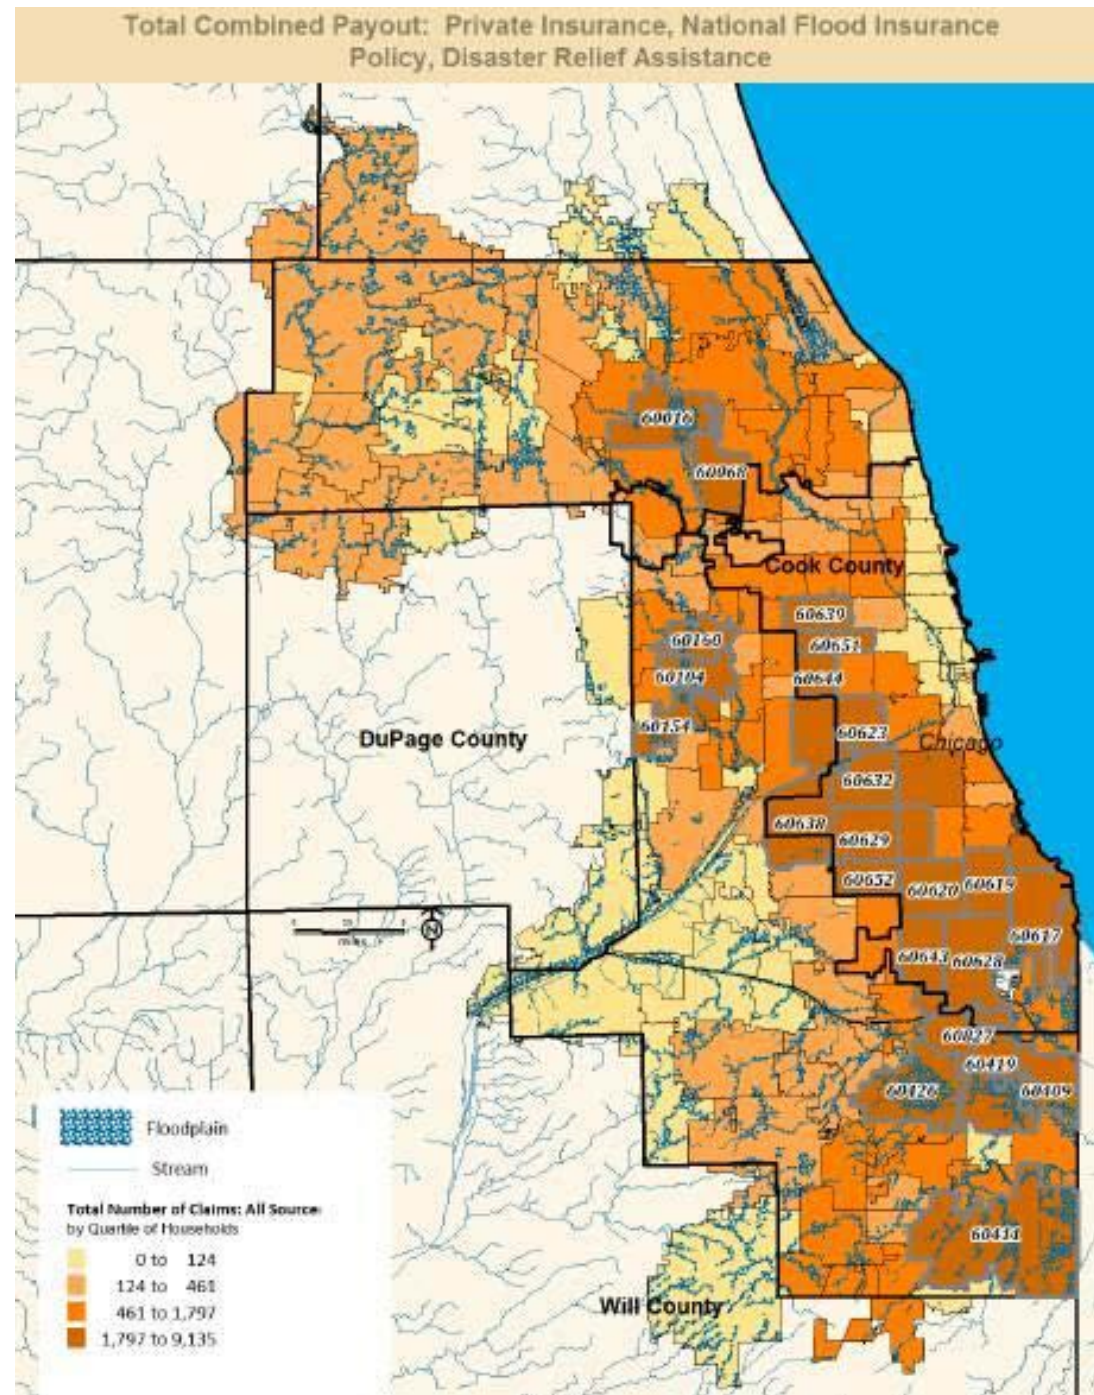 Total Combined Payout: Private Insurance, National Flood Insurance
Policy, Disaster Relief Assistance
60016
60068
Cook County
60639
60160
60651
60104
60644
60154
60623
DuPage County
Chicago
60632
60638
60629
60652
60620
60619
60617
miles
N
60643
60628
60827
60419
60426
60409
Floodplain
Stream
Total Number of Claims: All Source
by Quartile of Households
0 to 124
124 to 461
461 to 1,797
1,797 to 9,135
60411
Will County